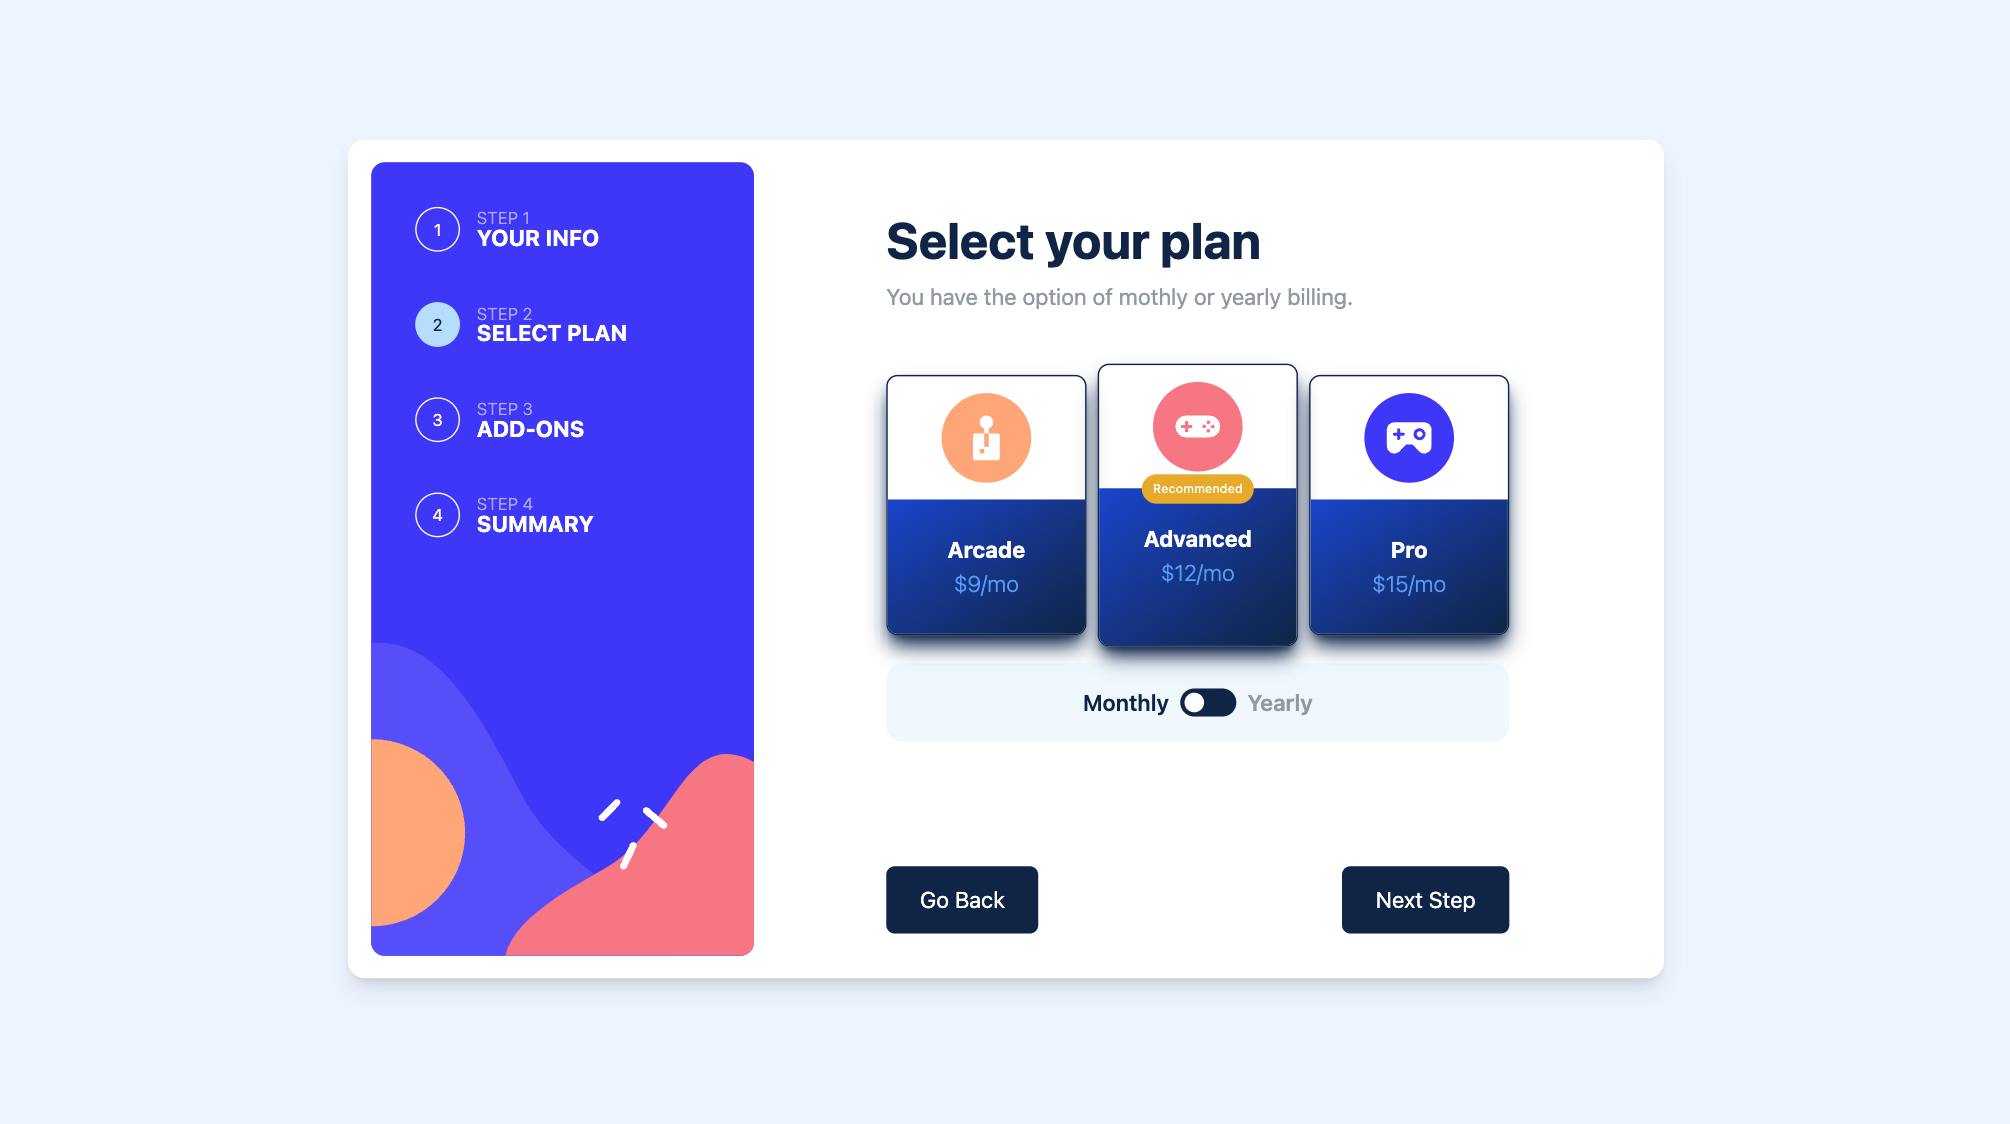 1
STEP 1
YOUR INFO
2
STEP 2
SELECT PLAN
3
STEP 3
ADD-ONS
4
STEP 4
SUMMARY
Select your plan
You have the option of mothly or yearly billing.
Arcade
$9/mo
Recommended
Advanced
$12/mo
Pro
$15/mo
Monthly Yearly
Go Back
Next Step